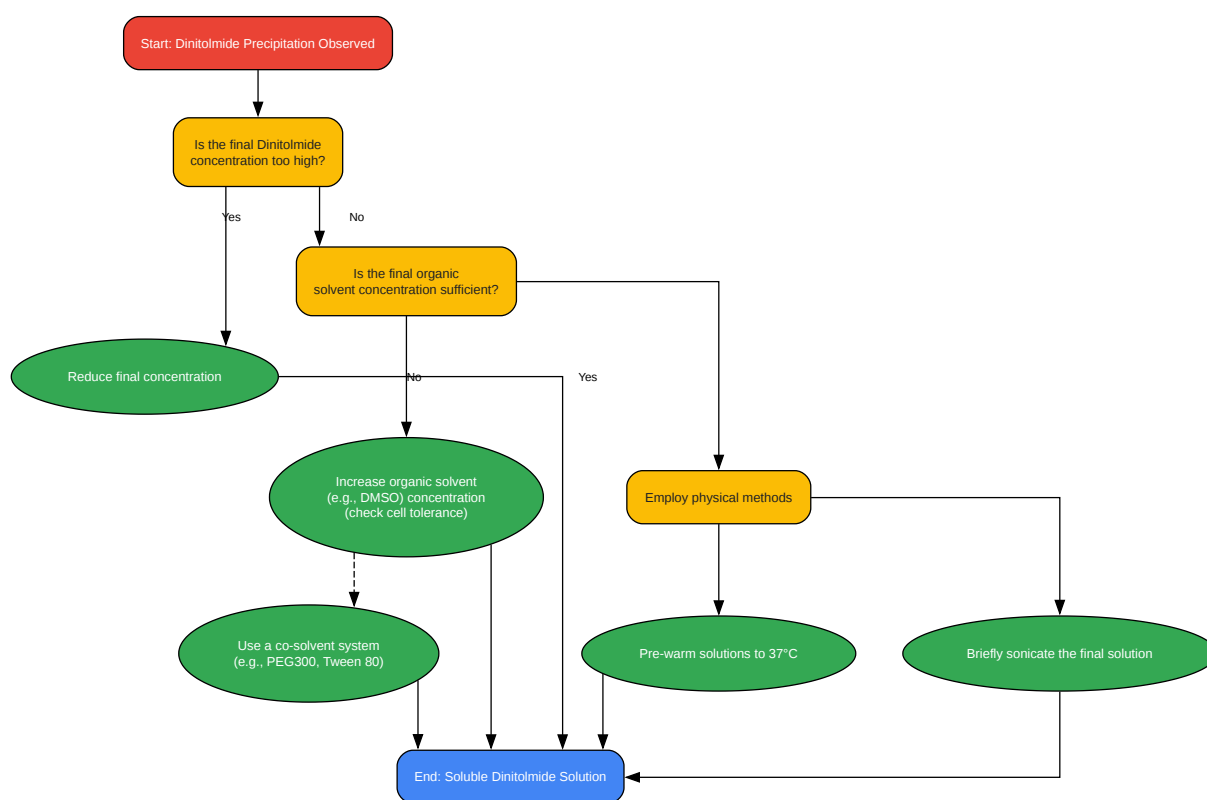 Start: Dinitolmide Precipitation Observed
Is the final Dinitolmide
concentration too high?
Yes
No
Is the final organic
solvent concentration sufficient?
Reduce final concentration
No
Yes
Increase organic solvent
(e.g., DMSO) concentration
(check cell tolerance)
Employ physical methods
Use a co-solvent system
(e.g., PEG300, Tween 80)
Pre-warm solutions to 37°C
Briefly sonicate the final solution
End: Soluble Dinitolmide Solution